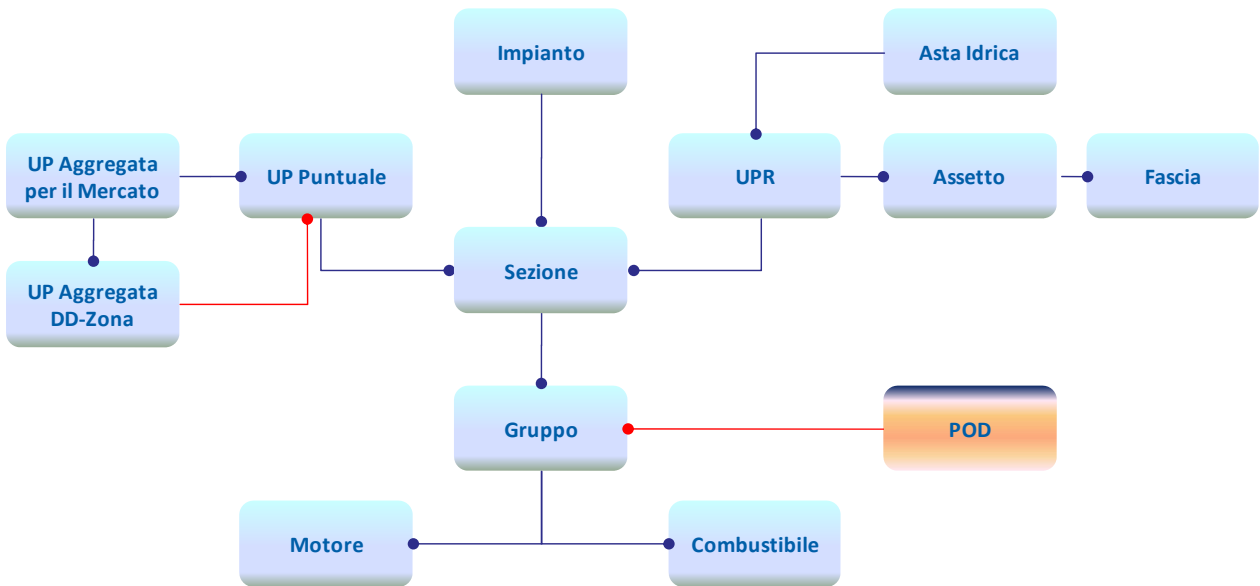 Impianto
Asta Idrica
UP Aggregata
per il Mercato
UP Puntuale
UPR
Assetto
Fascia
UP Aggregata
DD-Zona
Sezione
Gruppo
POD
Motore
Combustibile